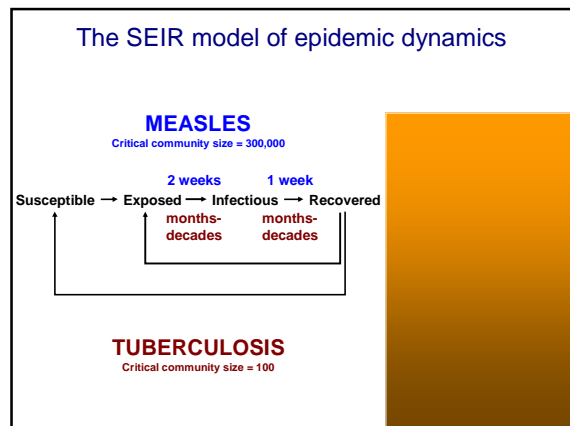 The SEIR model of epidemic dynamics
MEASLES
Critical community size = 300,000
2 weeks 1 week
Susceptible Exposed Infectious Recovered
months- months-
decades decades
TUBERCULOSIS
Critical community size = 100